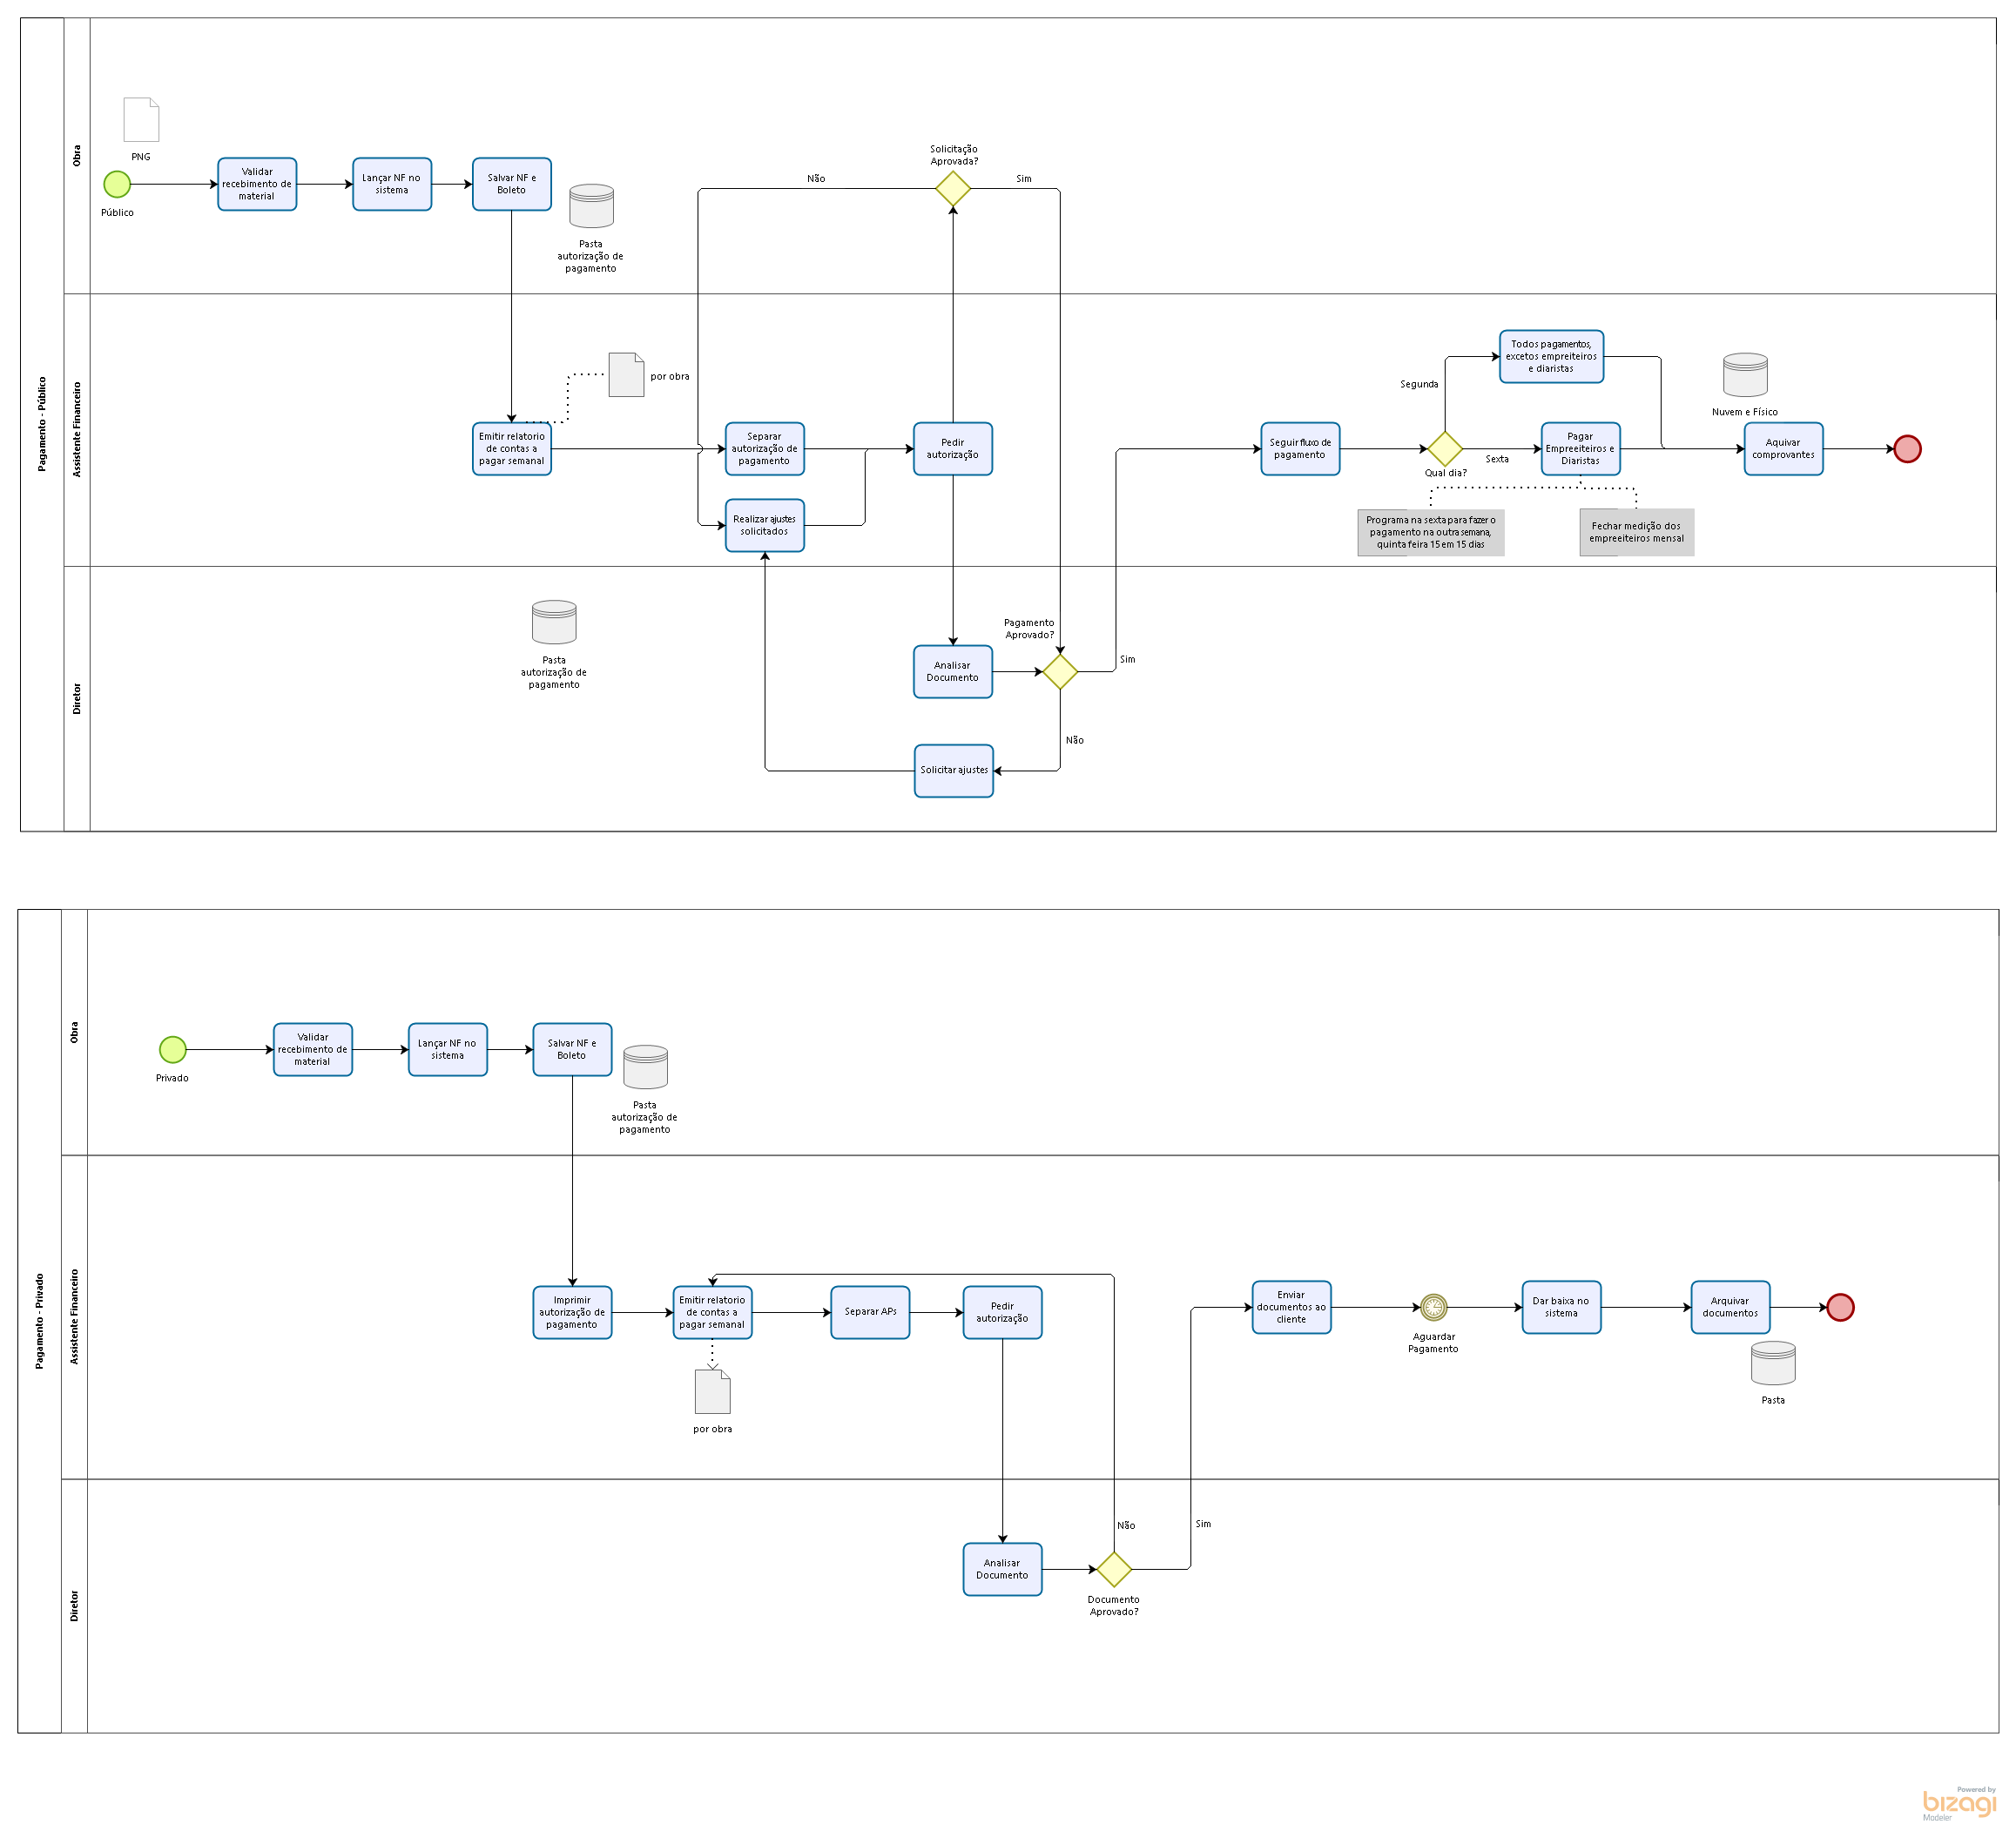 Pagamento - Público
Obra
PNG
Público
Validar
recebimento de
material
Lançar NF no
sistema
Salvar NF e
Boleto
Pasta
autorização de
pagamento
Solicitação
Aprovada?
Não
Sim
Assistente Financeiro
Emitir relatorio
de contas a
pagar semanal
por obra
Separar
autorização de
pagamento
Pedir
autorização
Realizar ajustes
solicitados
Seguir fluxo de
pagamento
Qual dia?
Segunda
Sexta
Todos pagamentos,
excetos empreiteiros
e diaristas
Pagar
Empreeiteiros e
Diaristas
Nuvem e Físico
Aquivar
comprovantes
Programa na sexta para fazer o
pagamento na outra semana,
quinta feira 15 em 15 dias
Fechar medição dos
empreeiteiros mensal
Diretor
Pasta
autorização de
pagamento
Analisar
Documento
Pagamento
Aprovado?
Sim
Não
Solicitar ajustes
Pagamento - Privado
Obra
Privado
Validar
recebimento de
material
Lançar NF no
sistema
Salvar NF e
Boleto
Pasta
autorização de
pagamento
Assistente Financeiro
Imprimir
autorização de
pagamento
Emitir relatorio
de contas a
pagar semanal
por obra
Separar APs
Pedir
autorização
Enviar
documentos ao
cliente
Aguardar
Pagamento
Dar baixa no
sistema
Arquivar
documentos
Pasta
Diretor
Analisar
Documento
Não
Sim
Documento
Aprovado?
Powered by
bizagi
Modeler